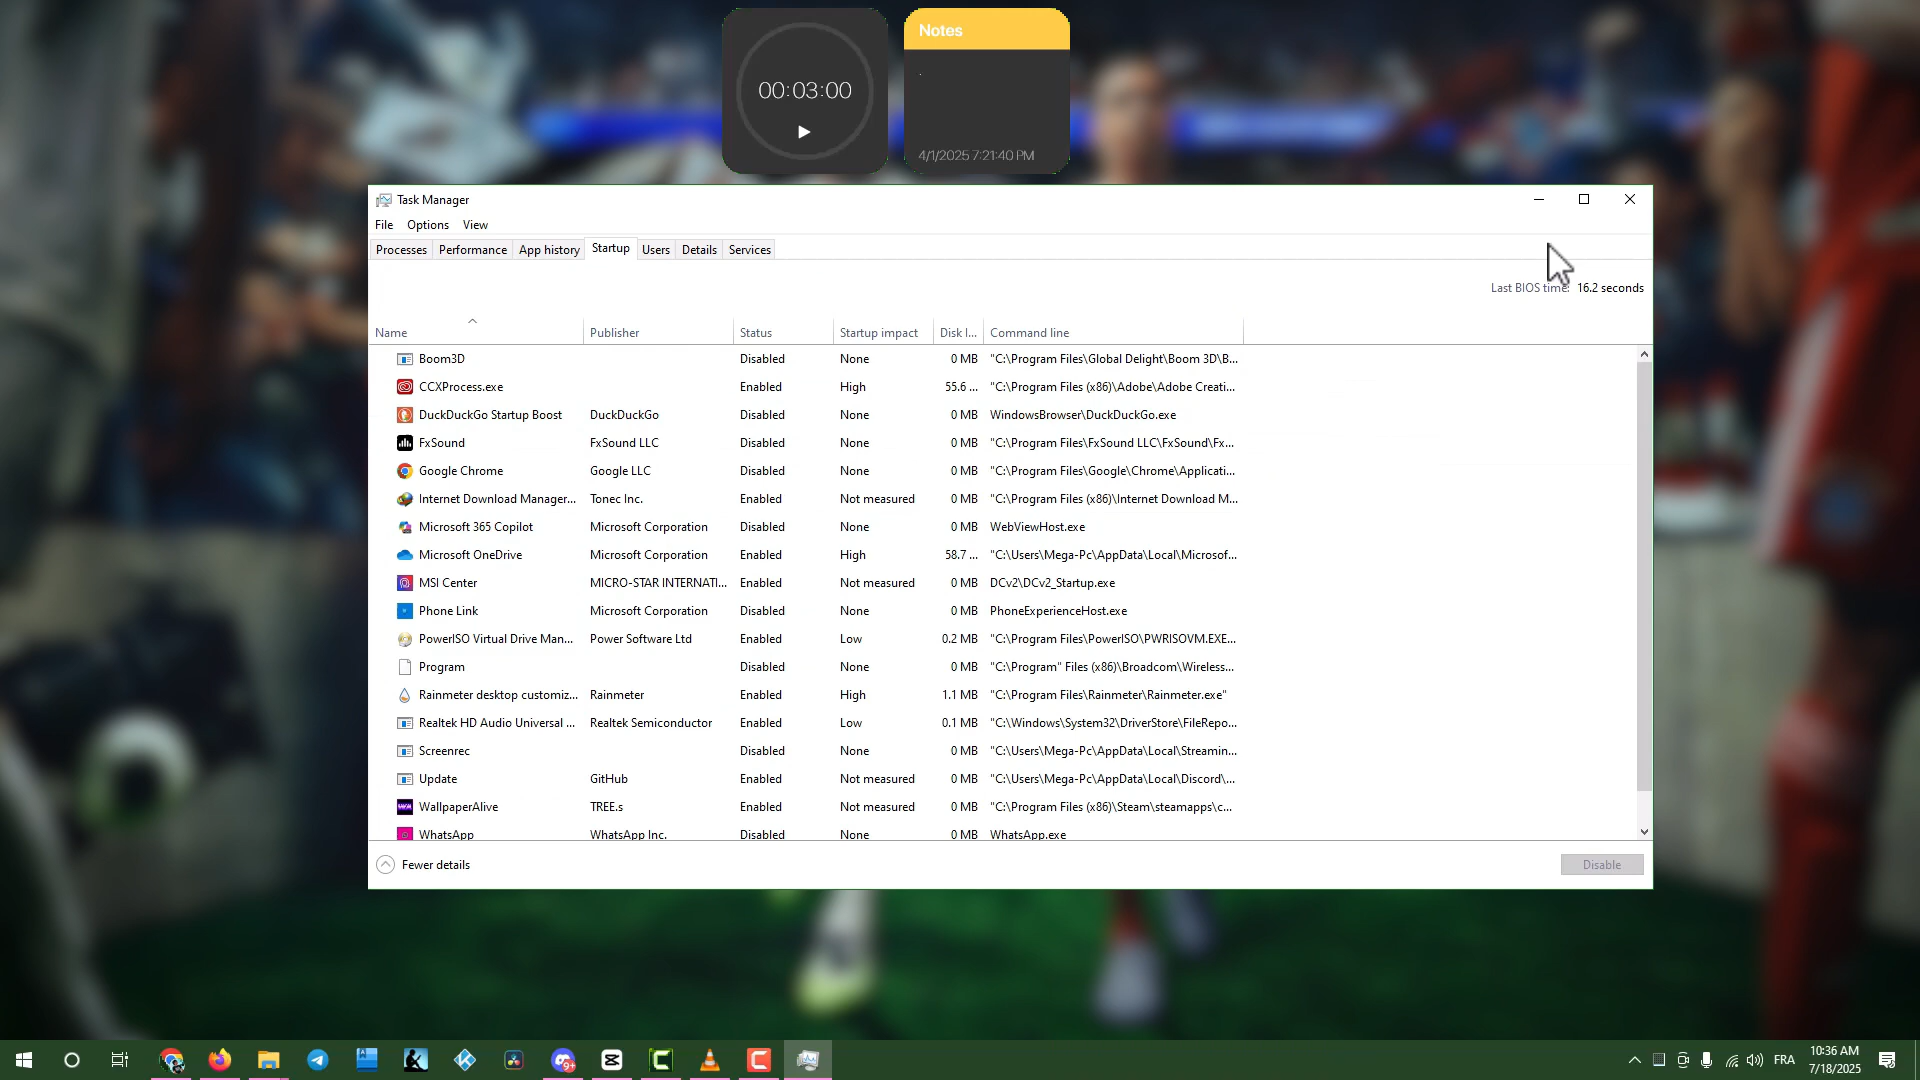 Notes
00:03:00
.
4/1/2025 7:21:40 PM
Task Manager
File Options View
Processes Performance App history Startup Users Details Services
Last BIOS time: 16.2 seconds
Name Publisher Status Startup impact Disk I... Command line
Boom3D Disabled None 0 MB "C:\Program Files\Global Delight\Boom 3D\B...
CCXProcess.exe Enabled High 55.6 ... "C:\Program Files (x86)\Adobe\Adobe Creati...
DuckDuckGo Startup Boost DuckDuckGo Disabled None 0 MB WindowsBrowser\DuckDuckGo.exe
FxSound FxSound LLC Disabled None 0 MB "C:\Program Files\FxSound LLC\FxSound\Fx...
Google Chrome Google LLC Disabled None 0 MB "C:\Program Files\Google\Chrome\Applicati...
Internet Download Manager... Tonec Inc. Enabled Not measured 0 MB "C:\Program Files (x86)\Internet Download M...
Microsoft 365 Copilot Microsoft Corporation Disabled None 0 MB WebViewHost.exe
Microsoft OneDrive Microsoft Corporation Enabled High 58.7 ... "C:\Users\Mega-Pc\AppData\Local\Microsof...
MSI Center MICRO-STAR INTERNATI... Enabled Not measured 0 MB DCv2\DCv2_Startup.exe
Phone Link Microsoft Corporation Disabled None 0 MB PhoneExperienceHost.exe
PowerISO Virtual Drive Man... Power Software Ltd Enabled Low 0.2 MB "C:\Program Files\PowerISO\PWRISOVM.EXE...
Program Disabled None 0 MB "C:\Program" Files (x86)\Broadcom\Wireless...
Rainmeter desktop customiz... Rainmeter Enabled High 1.1 MB "C:\Program Files\Rainmeter\Rainmeter.exe"
Realtek HD Audio Universal ... Realtek Semiconductor Enabled Low 0.1 MB "C:\Windows\System32\DriverStore\FileRepo...
Screenrec Disabled None 0 MB "C:\Users\Mega-Pc\AppData\Local\Streamin...
Update GitHub Enabled Not measured 0 MB "C:\Users\Mega-Pc\AppData\Local\Discord\...
WallpaperAlive TREE.s Enabled Not measured 0 MB "C:\Program Files (x86)\Steam\steamapps\c...
WhatsApp WhatsApp Inc. Disabled None 0 MB WhatsApp.exe
Fewer details Disable
9+
FRA
10:36 AM
7/18/2025